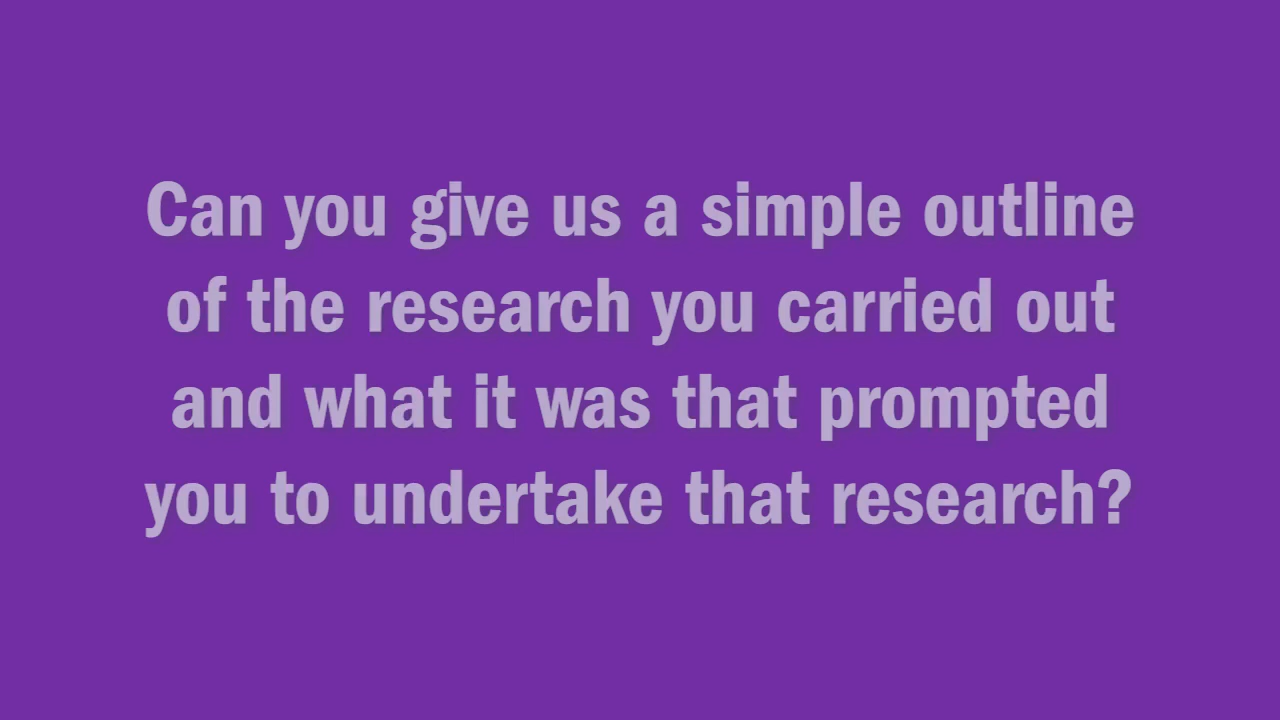 Can you give us a simple outline
of the research you carried out
and what it was that prompted
you to undertake that research?